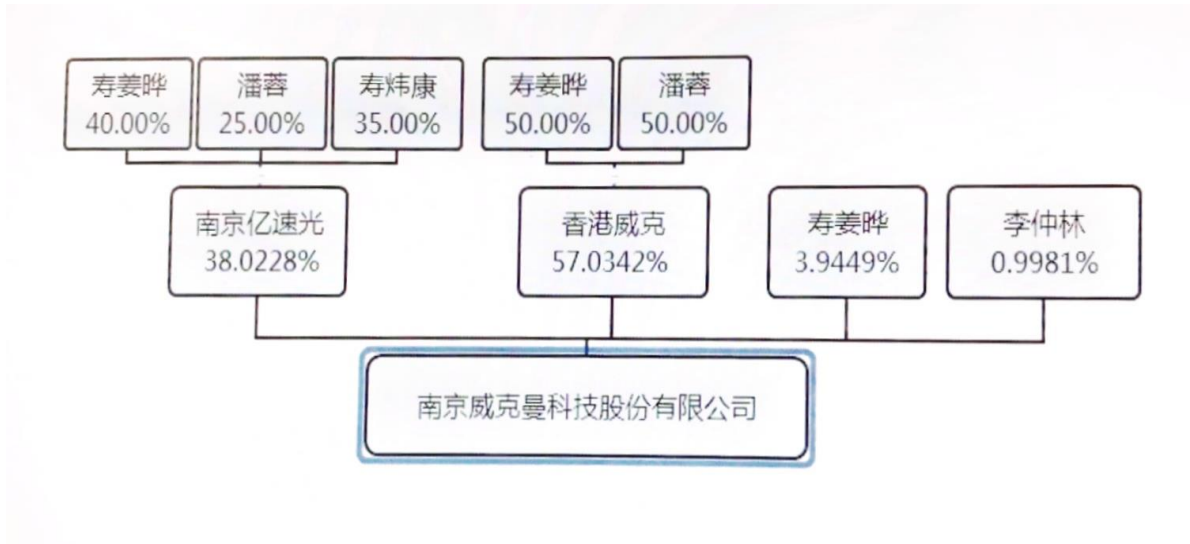 寿姜晔 潘蓉 寿炜康 寿姜晔 潘蓉
40.00% 25.00% 35.00% 50.00% 50.00%
南京亿速光 香港威克 寿姜晔 李仲林
38.0228% 57.0342% 3.9449% 0.9981%
南京威克曼科技股份有限公司